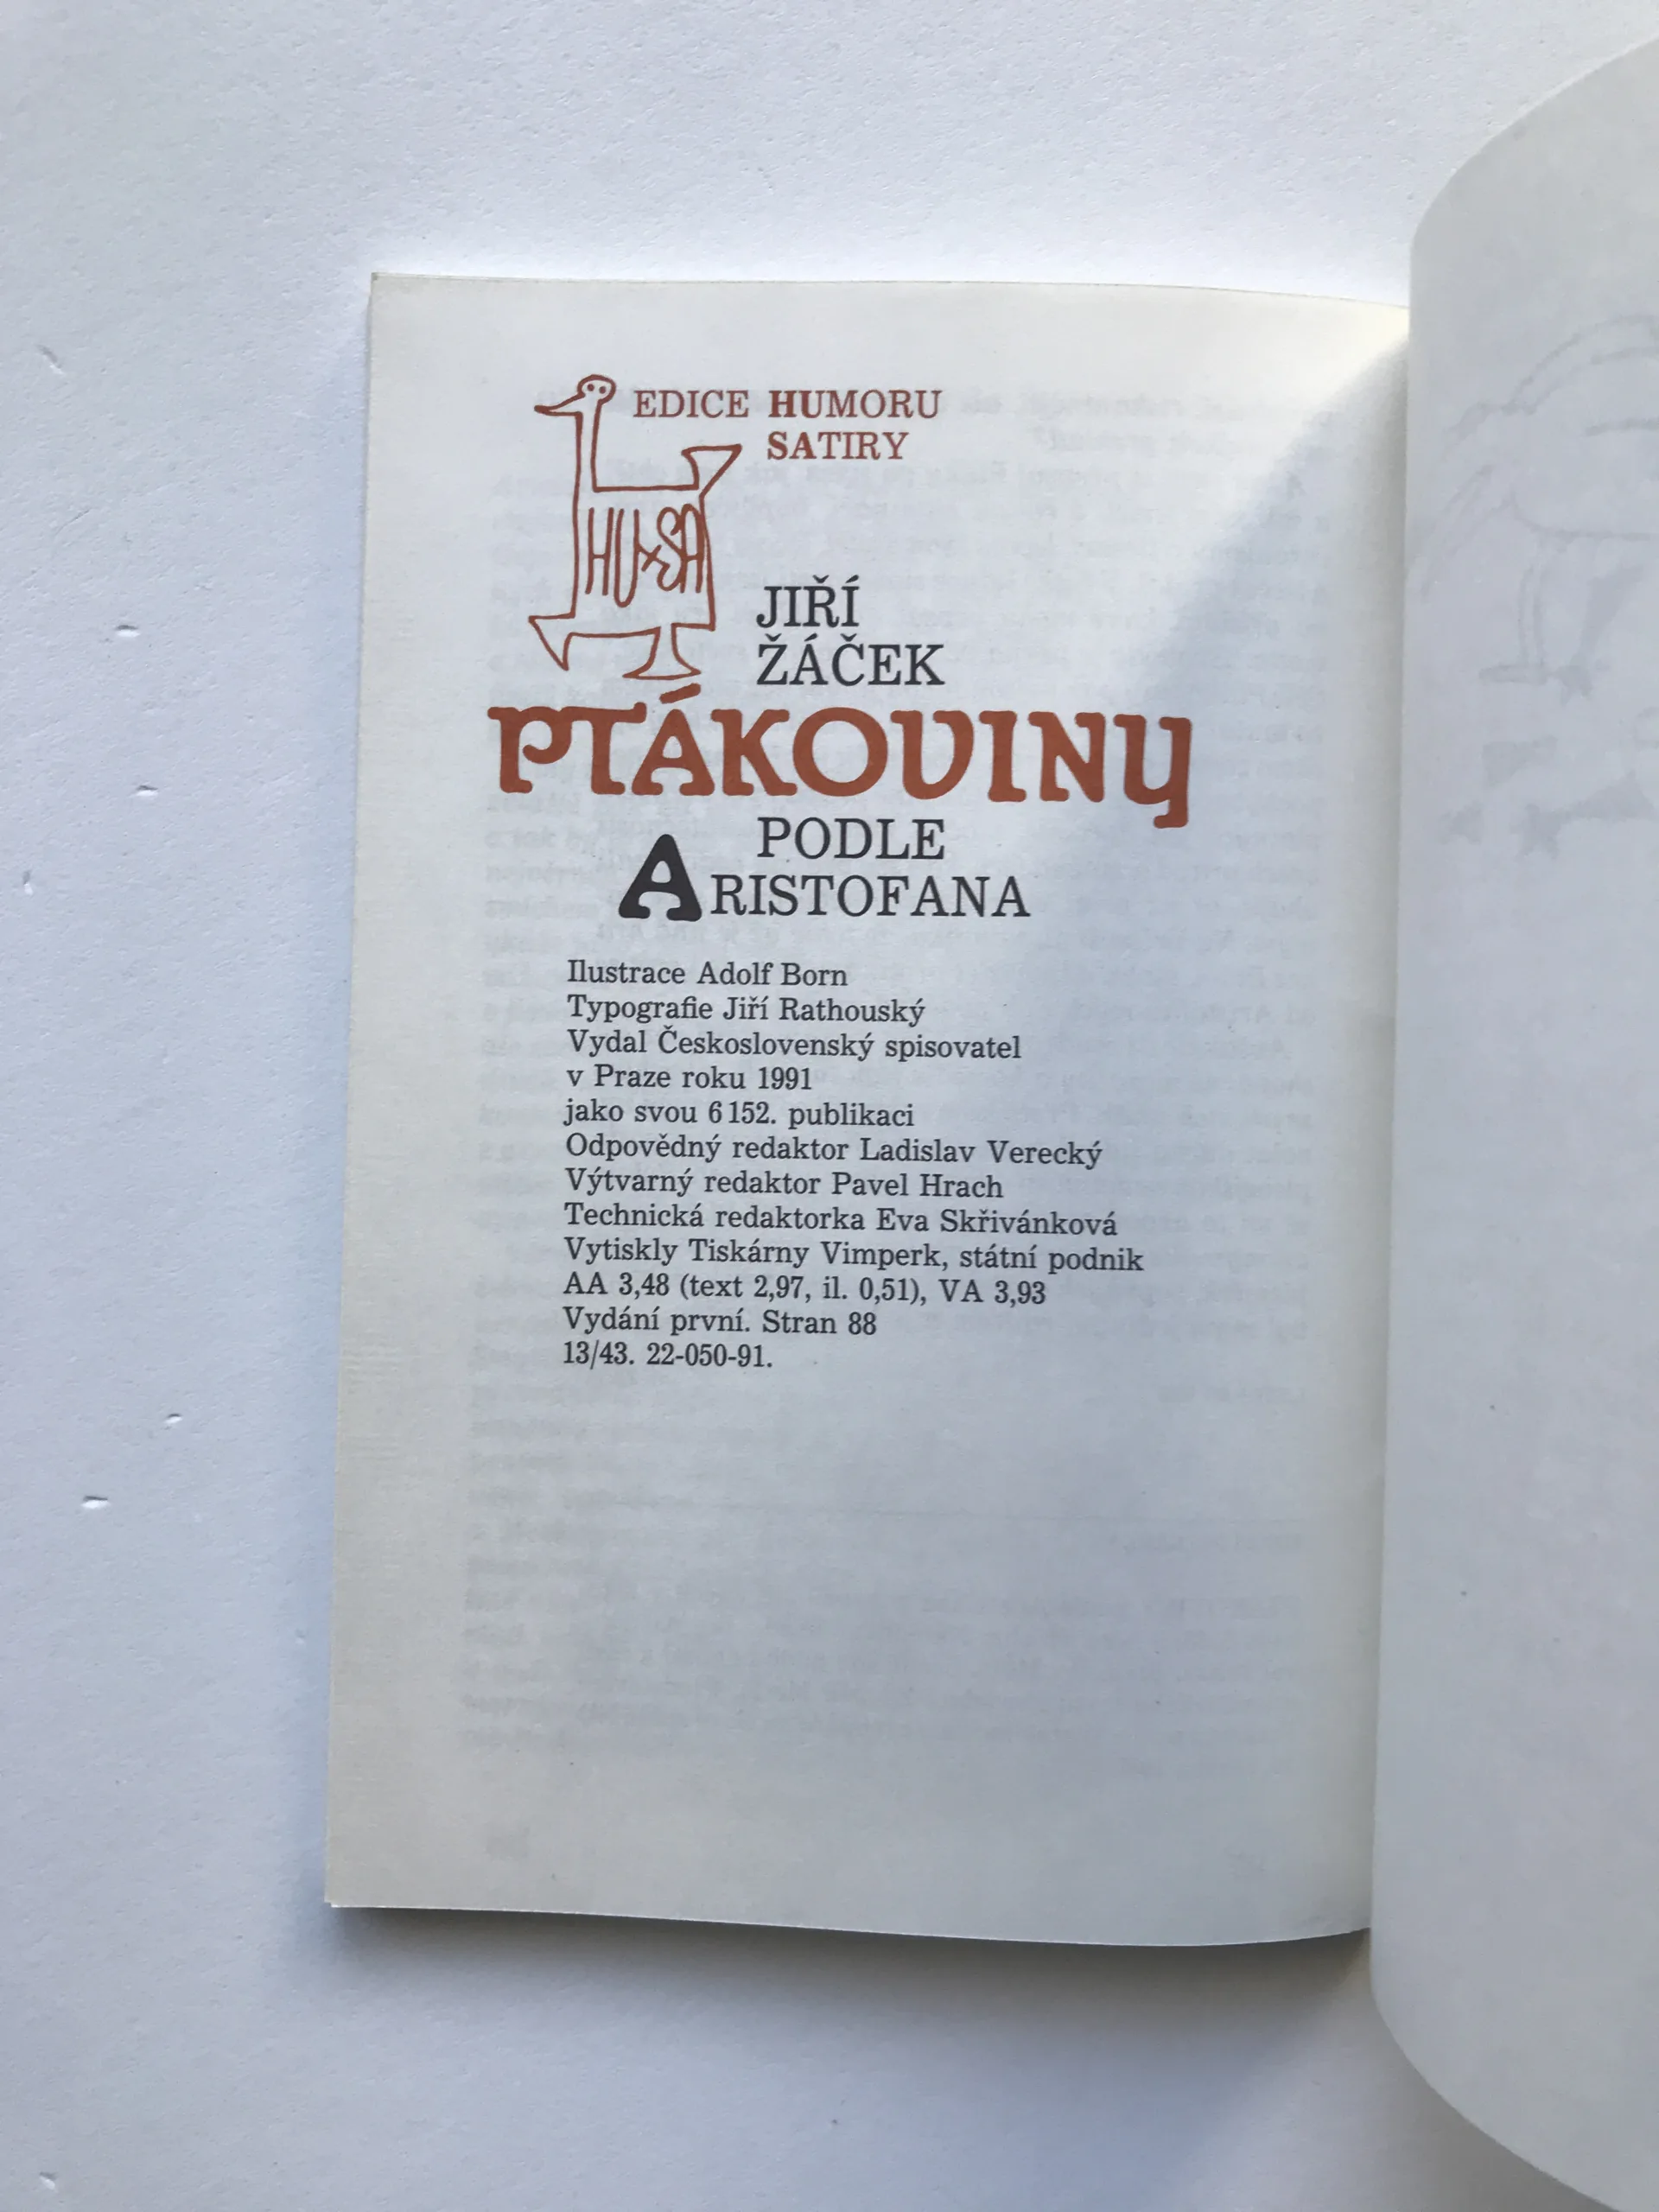 EDICE HUMORU
SATIRY
HU+SA
JIŘÍ
ŽÁČEK
PTÁKOVINY
PODLE
ARISTOFANA
Ilustrace Adolf Born
Typografie Jiří Rathouský
Vydal Československý spisovatel
v Praze roku 1991
jako svou 6152. publikaci
Odpovědný redaktor Ladislav Verecký
Výtvarný redaktor Pavel Hrach
Technická redaktorka Eva Skřivánková
Vytiskly Tiskárny Vimperk, státní podnik
AA 3,48 (text 2,97, il. 0,51), VA 3,93
Vydání první. Stran 88
13/43. 22-050-91.